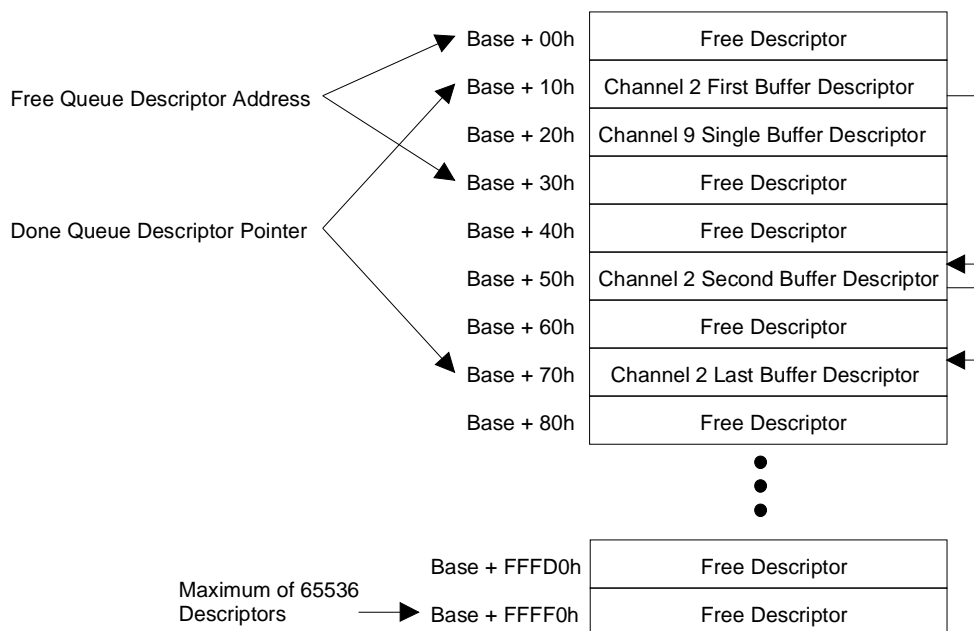 Base + 00h Free Descriptor
Free Queue Descriptor Address Base + 10h Channel 2 First Buffer Descriptor
Base + 20h Channel 9 Single Buffer Descriptor
Base + 30h Free Descriptor
Done Queue Descriptor Pointer Base + 40h Free Descriptor
Base + 50h Channel 2 Second Buffer Descriptor
Base + 60h Free Descriptor
Base + 70h Channel 2 Last Buffer Descriptor
Base + 80h Free Descriptor
Base + FFFD0h Free Descriptor
Maximum of 65536
Descriptors Base + FFFF0h Free Descriptor